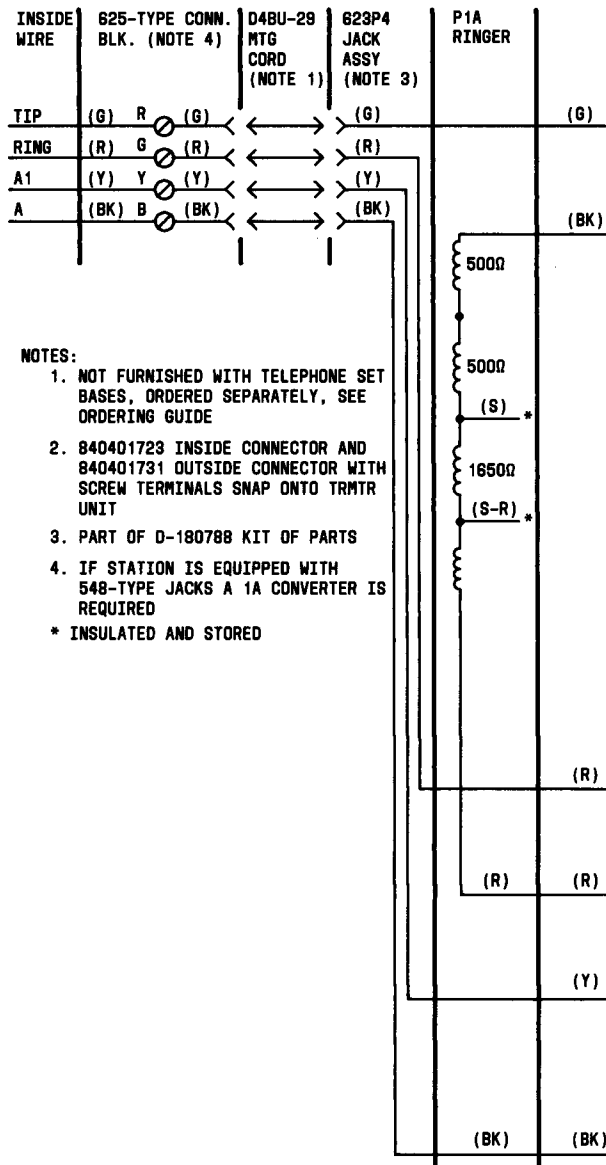 INSIDE WIRE
625-TYPE CONN. BLK. (NOTE 4)
D4BU-29 MTG CORD (NOTE 1)
623P4 JACK ASSY (NOTE 3)
P1A RINGER
TIP (G) R (G) (G) (G)
RING (R) G (R) (R)
A1 (Y) Y (Y) (Y)
A (BK) B (BK) (BK)
(BK)
500Ω
500Ω
(S) *
1650Ω
(S-R) *
NOTES:
1. NOT FURNISHED WITH TELEPHONE SET
BASES, ORDERED SEPARATELY, SEE
ORDERING GUIDE
2. 840401723 INSIDE CONNECTOR AND
840401731 OUTSIDE CONNECTOR WITH
SCREW TERMINALS SNAP ONTO TRMTR
UNIT
3. PART OF D-180788 KIT OF PARTS
4. IF STATION IS EQUIPPED WITH
548-TYPE JACKS A 1A CONVERTER IS
REQUIRED
* INSULATED AND STORED
(R)
(R) (R)
(Y)
(BK) (BK)